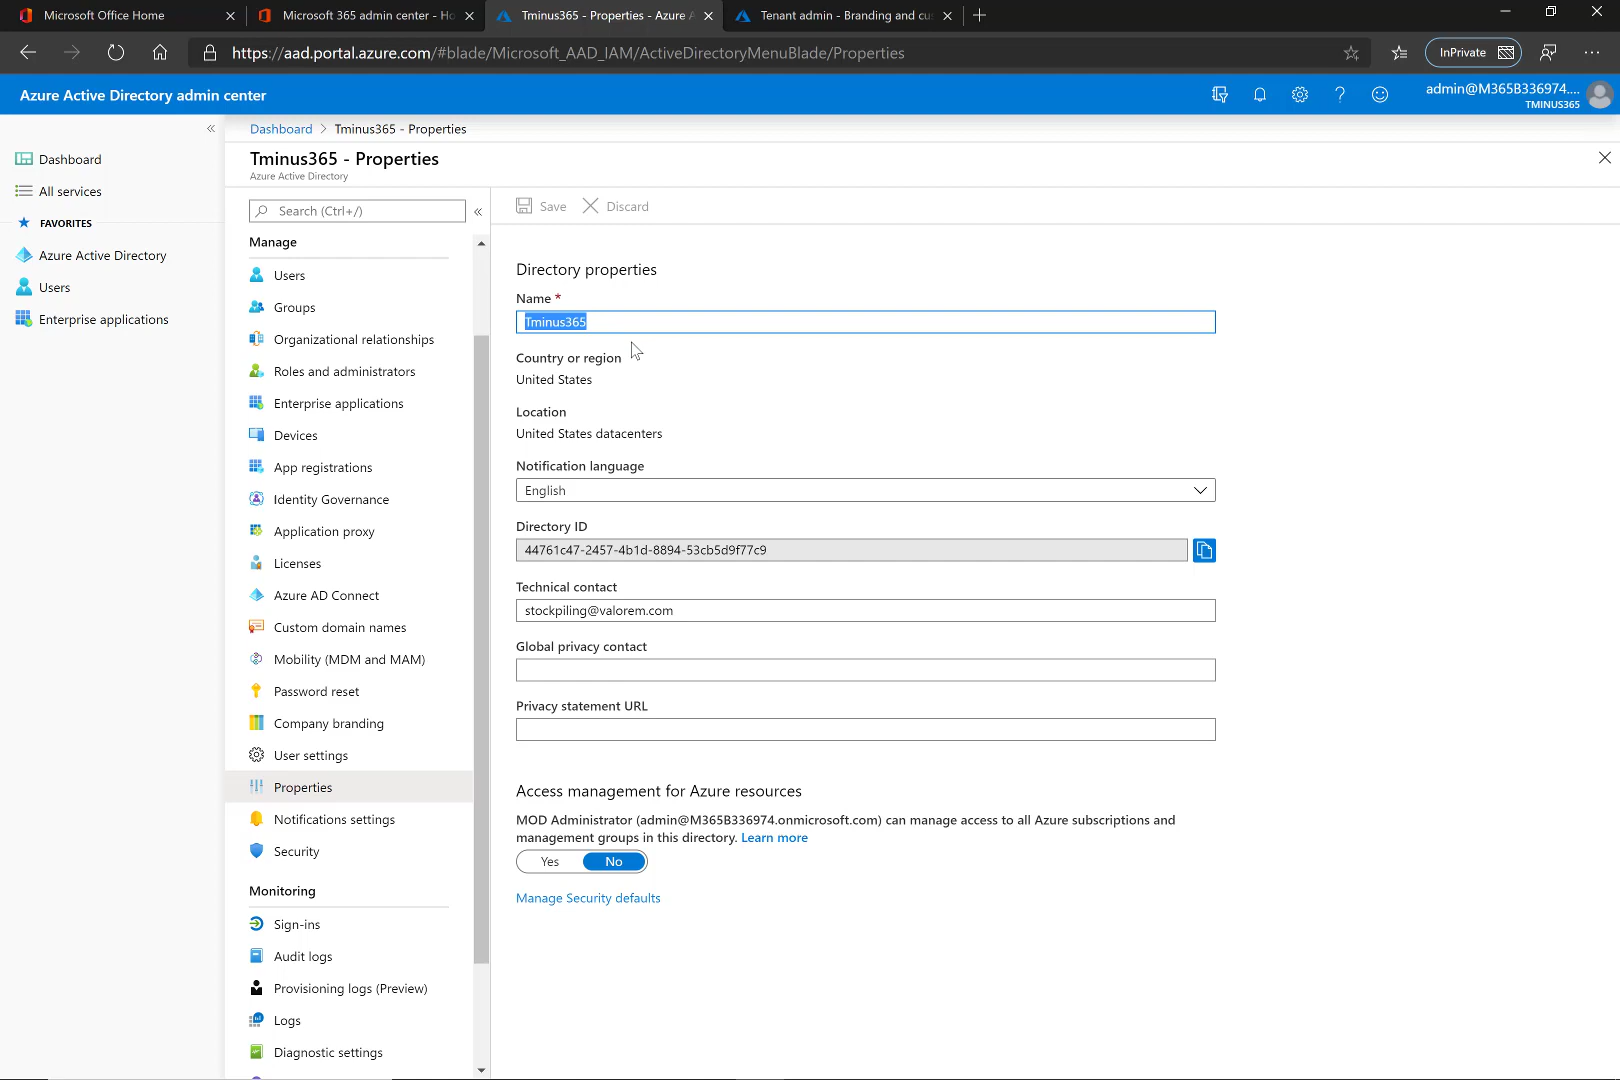 Microsoft Office Home
Microsoft 365 admin center - Ho
Tminus365 - Properties - Azure A
Tenant admin - Branding and cu
https://aad.portal.azure.com/#blade/Microsoft_AAD_IAM/ActiveDirectoryMenuBlade/Properties
InPrivate
Azure Active Directory admin center
admin@M365B336974....
TMINUS365
Dashboard
All services
FAVORITES
Azure Active Directory
Users
Enterprise applications
Dashboard > Tminus365 - Properties
Tminus365 - Properties
Azure Active Directory
Search (Ctrl+/)
Manage
Users
Groups
Organizational relationships
Roles and administrators
Enterprise applications
Devices
App registrations
Identity Governance
Application proxy
Licenses
Azure AD Connect
Custom domain names
Mobility (MDM and MAM)
Password reset
Company branding
User settings
Properties
Notifications settings
Security
Monitoring
Sign-ins
Audit logs
Provisioning logs (Preview)
Logs
Diagnostic settings
Save
Discard
Directory properties
Name *
Tminus365
Country or region
United States
Location
United States datacenters
Notification language
English
Directory ID
44761c47-2457-4b1d-8894-53cb5d9f77c9
Technical contact
stockpiling@valorem.com
Global privacy contact
Privacy statement URL
Access management for Azure resources
MOD Administrator (admin@M365B336974.onmicrosoft.com) can manage access to all Azure subscriptions and
management groups in this directory. Learn more
Yes No
Manage Security defaults